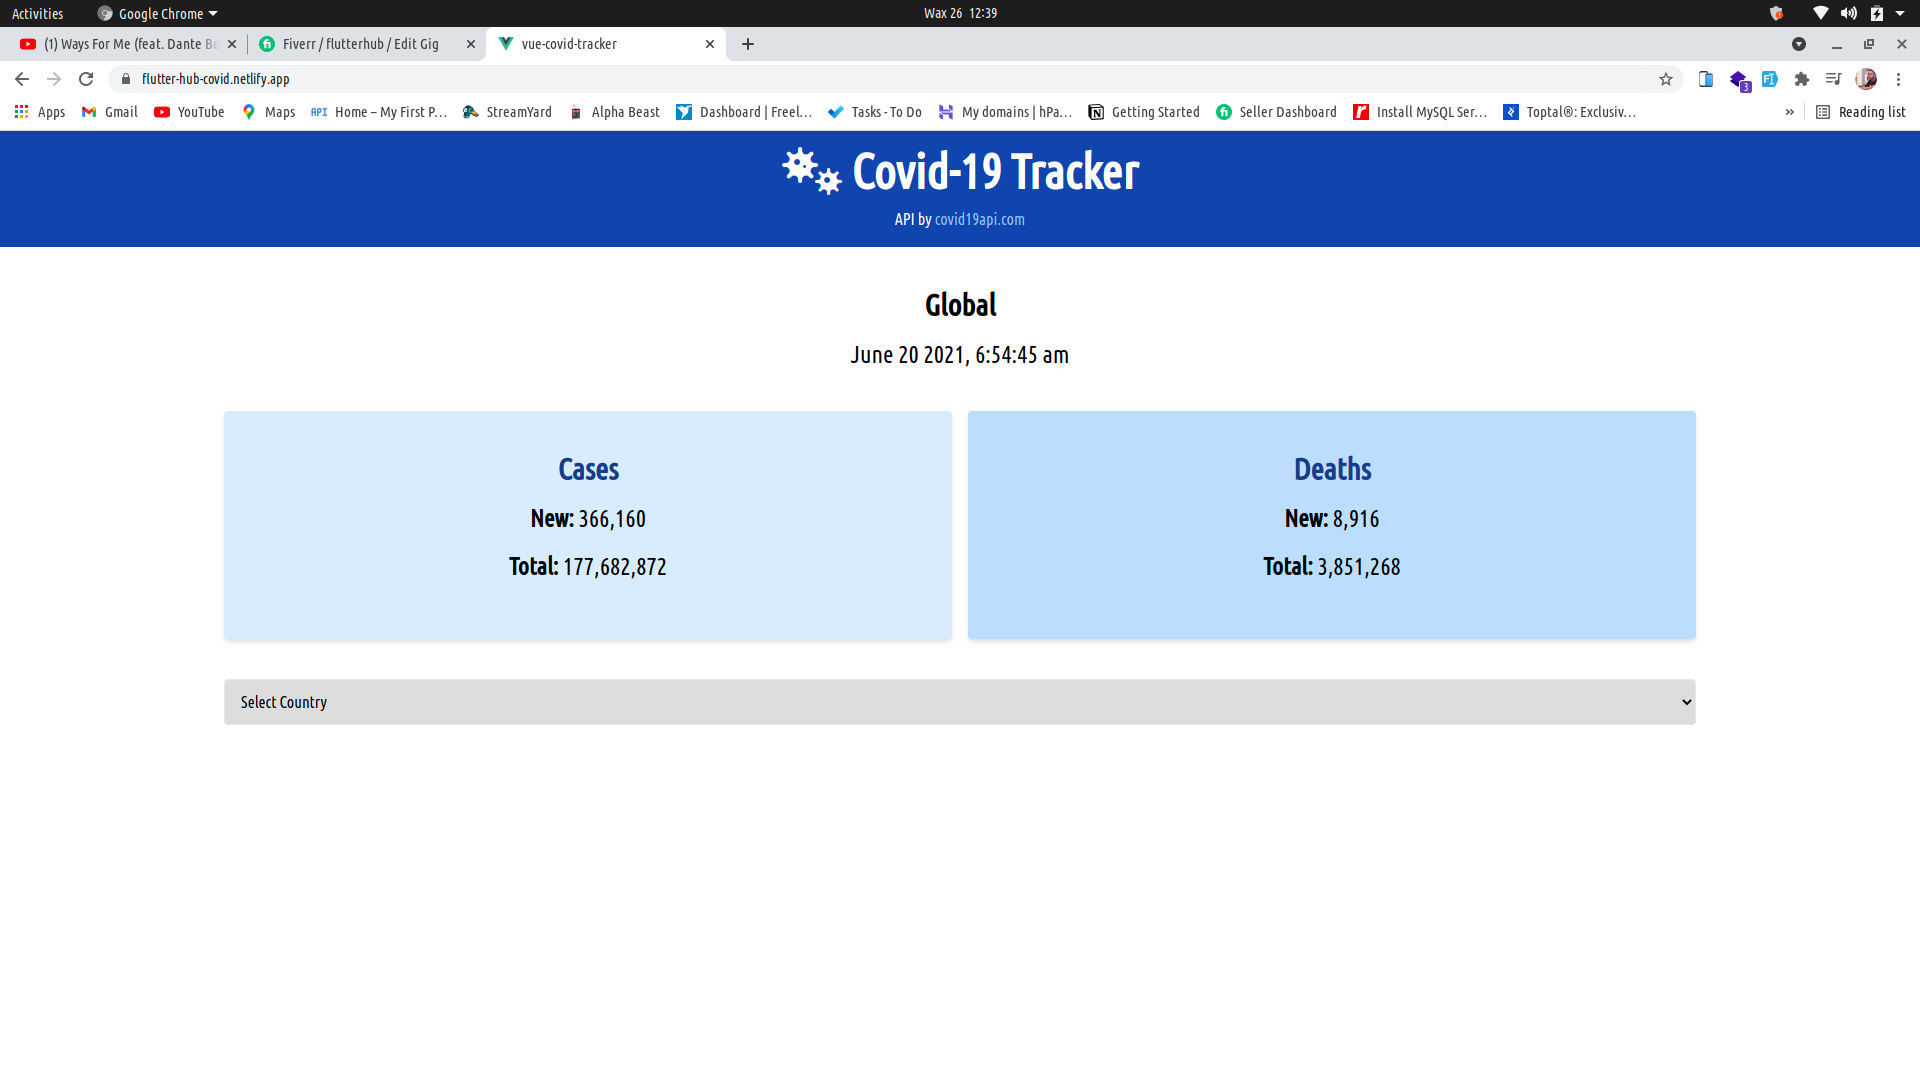 Activities Google Chrome Wax 26 12:39
(1) Ways For Me (feat. Dante Bo Fiverr / flutterhub / Edit Gig vue-covid-tracker
flutter-hub-covid.netlify.app 3
Apps Gmail YouTube Maps API Home – My First P… StreamYard Alpha Beast Dashboard | Freel… Tasks - To Do My domains | hPa… Getting Started Seller Dashboard Install MySQL Ser… Toptal®: Exclusiv… » Reading list
Covid-19 Tracker
API by covid19api.com
Global
June 20 2021, 6:54:45 am
Cases
New: 366,160
Total: 177,682,872
Deaths
New: 8,916
Total: 3,851,268
Select Country